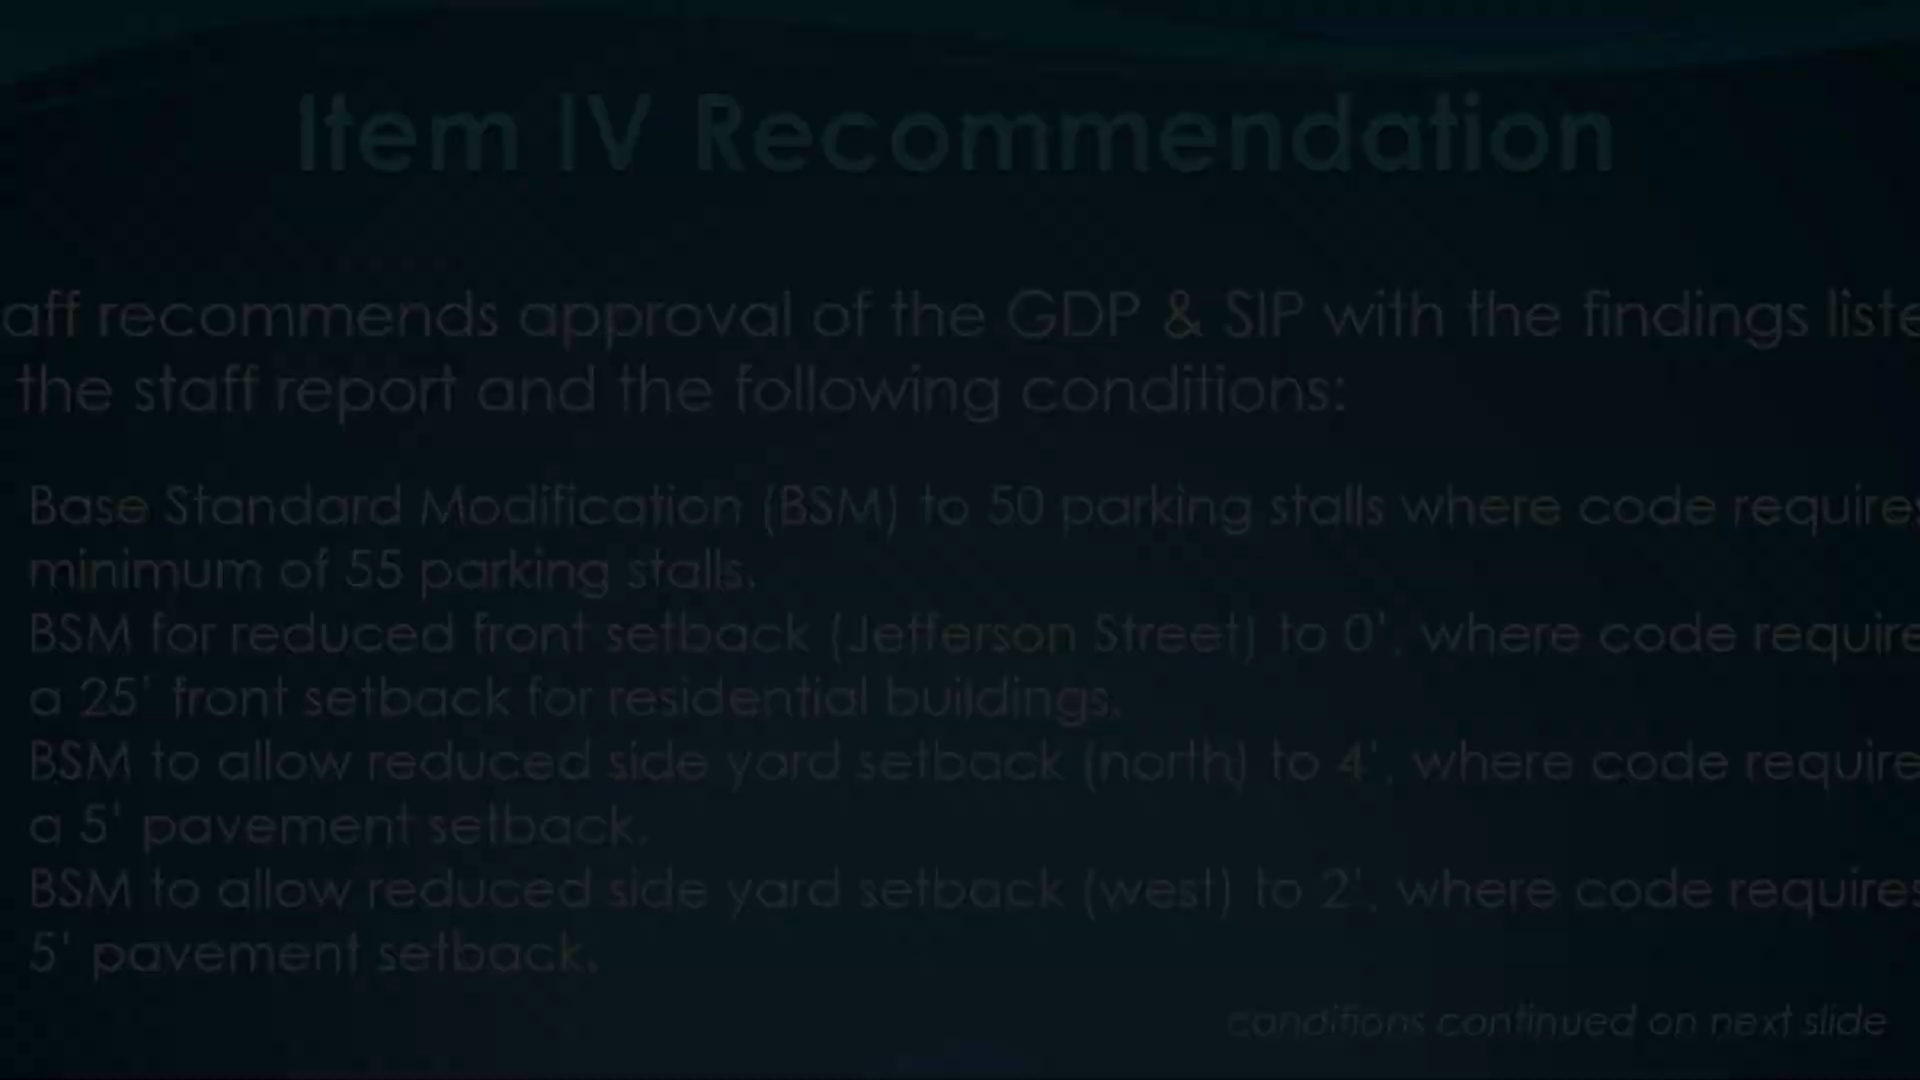 Item IV Recommendation
aff recommends approval of the GDP & SIP with the findings liste
the staff report and the following conditions:
Base Standard Modification (BSM) to 50 parking stalls where code requires
minimum of 55 parking stalls.
BSM for reduced front setback (Jefferson Street) to 0', where code require
a 25' front setback for residential buildings.
BSM to allow reduced side yard setback (north) to 4', where code require
a 5' pavement setback.
BSM to allow reduced side yard setback (west) to 2', where code requires
5' pavement setback.
conditions continued on next slide